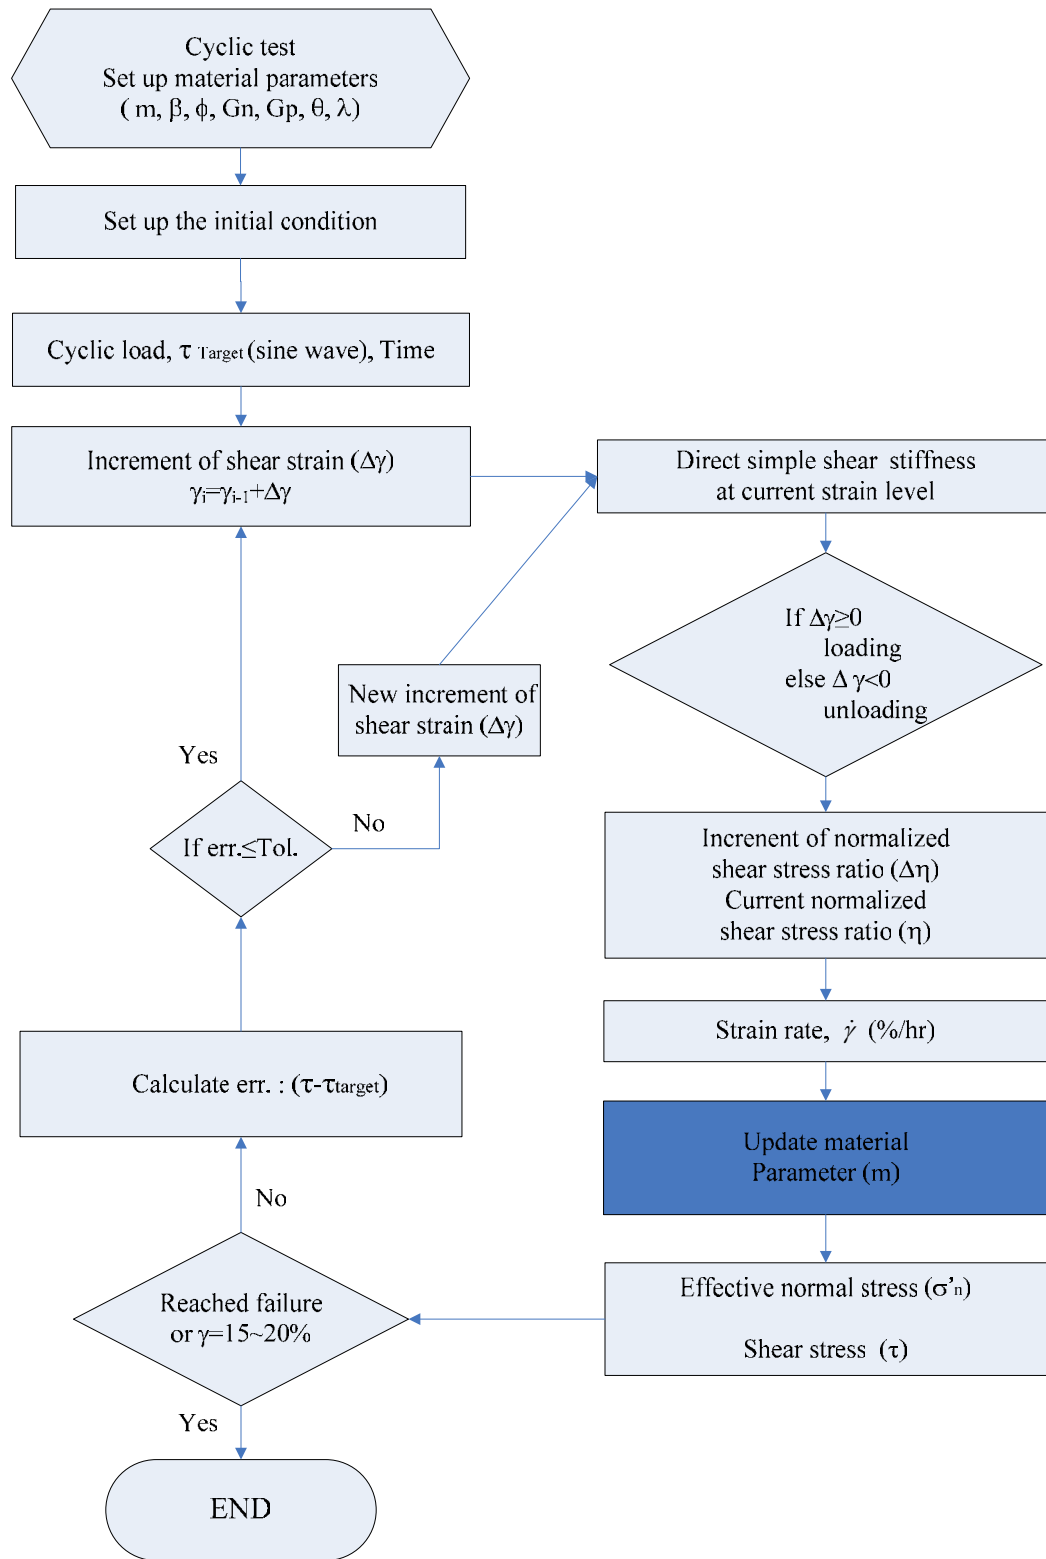 Cyclic test
Set up material parameters
( m, β, ϕ, Gn, Gp, θ, λ)
Set up the initial condition
Cyclic load, τ Target (sine wave), Time
Increment of shear strain (Δγ)
γi=γi-1+Δγ
Direct simple shear stiffness
at current strain level
If Δγ≥0
loading
else Δ γ<0
unloading
New increment of
shear strain (Δγ)
Yes
No
If err.≤Tol.
Increnent of normalized
shear stress ratio (Δη)
Current normalized
shear stress ratio (η)
Strain rate, γ̇ (%/hr)
Calculate err. : (τ-τtarget)
Update material
Parameter (m)
No
Effective normal stress (σ’n)
Shear stress (τ)
Reached failure
or γ=15~20%
Yes
END